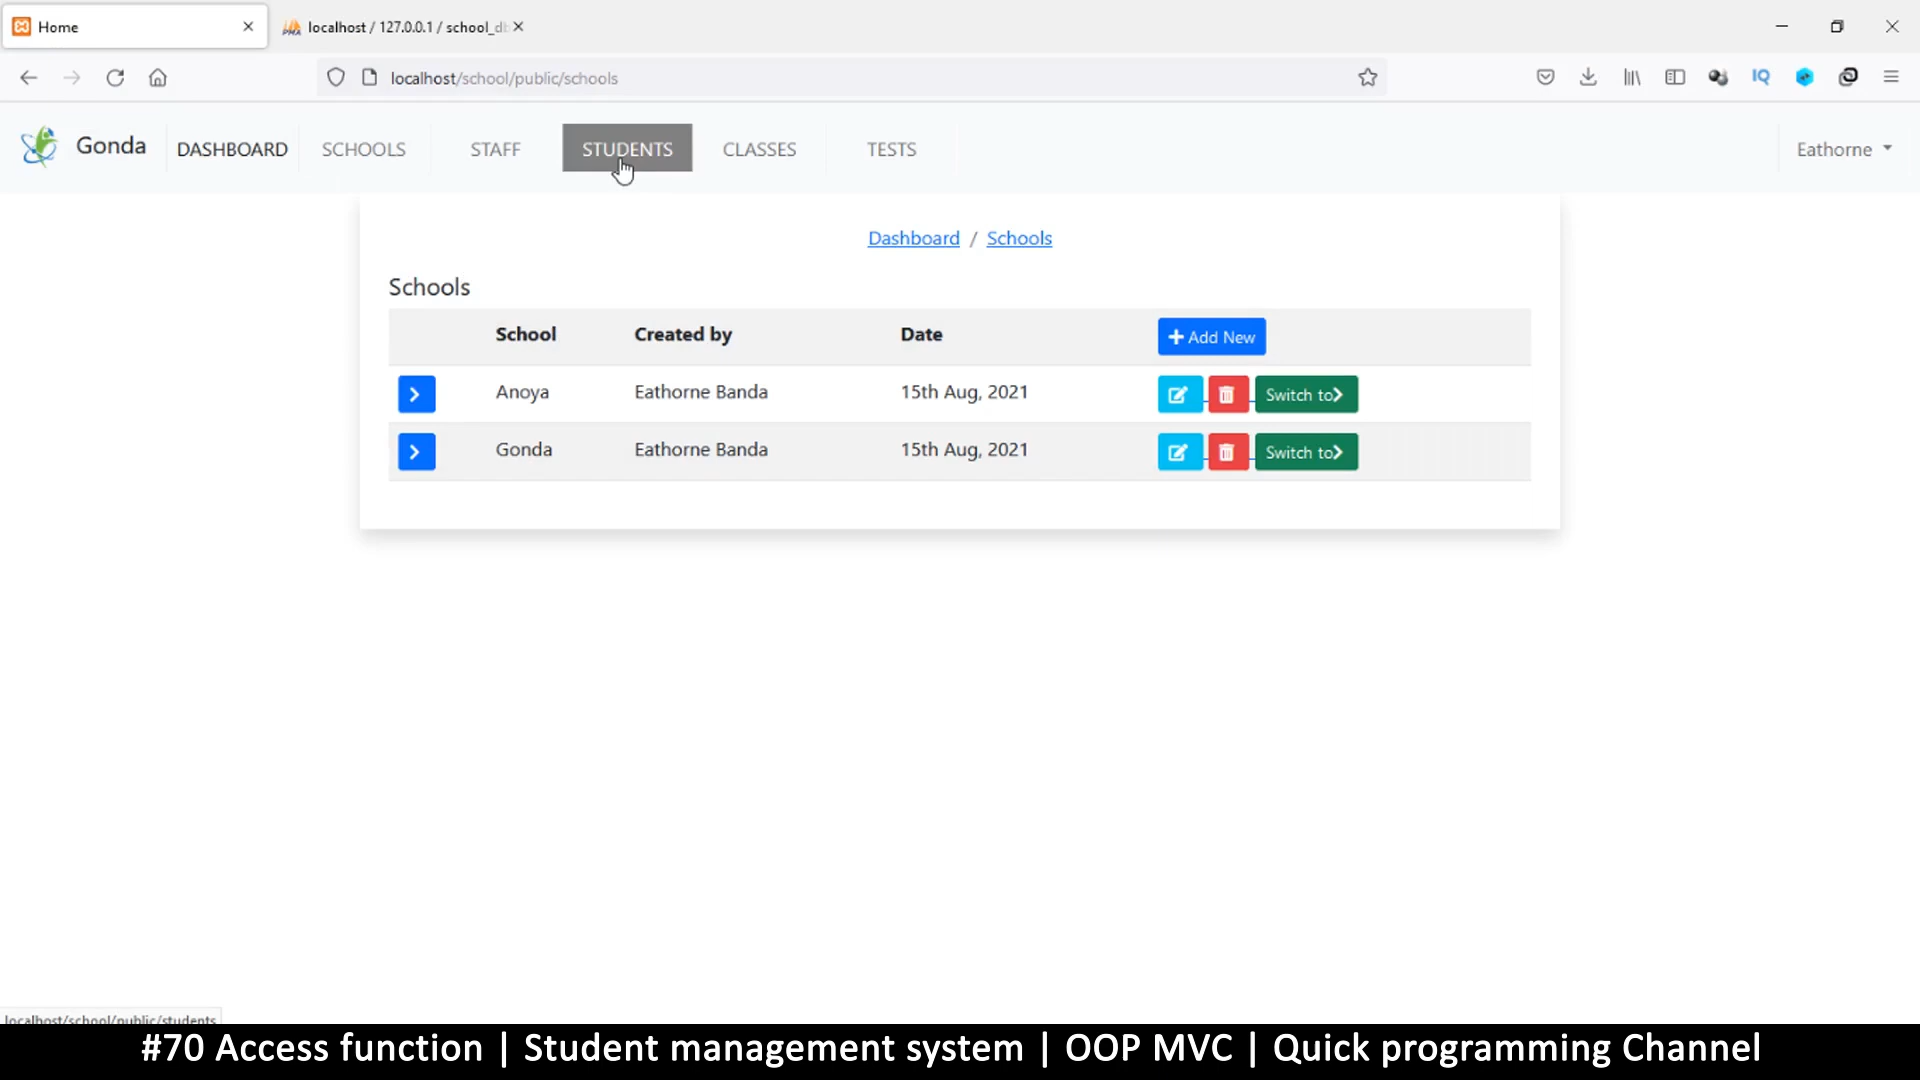 Home
localhost / 127.0.0.1 / school_db
localhost/school/public/schools
IQ
Gonda
DASHBOARD
SCHOOLS
STAFF
STUDENTS
CLASSES
TESTS
Eathorne
Dashboard / Schools
Schools
School Created by Date Add New
Anoya Eathorne Banda 15th Aug, 2021 Switch to
Gonda Eathorne Banda 15th Aug, 2021 Switch to
localhost/school/public/students
#70 Access function | Student management system | OOP MVC | Quick programming Channel